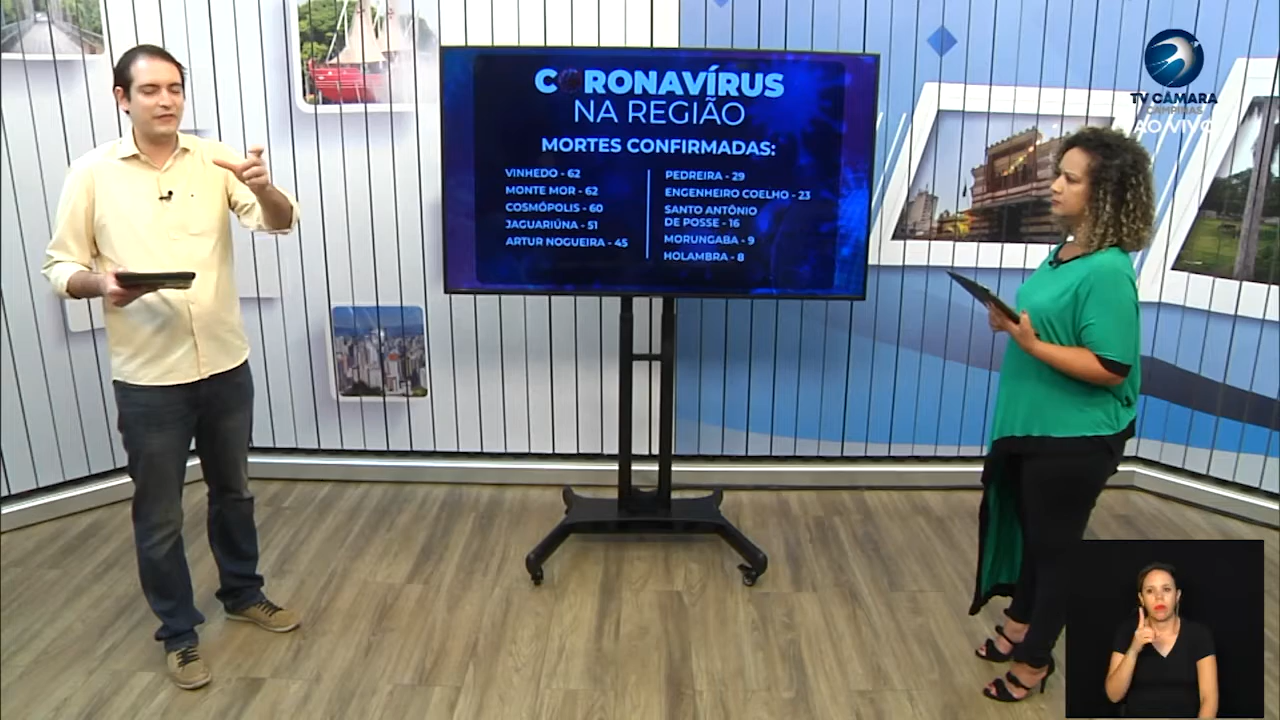 CORONAVÍRUS
NA REGIÃO
MORTES CONFIRMADAS:
VINHEDO - 62
MONTE MOR - 62
COSMÓPOLIS - 60
JAGUARIÚNA - 51
ARTUR NOGUEIRA - 45
PEDREIRA - 29
ENGENHEIRO COELHO - 23
SANTO ANTÔNIO
DE POSSE - 16
MORUNGABA - 9
HOLAMBRA - 8
TV CÂMARA
CAMPINAS
AO VIVO